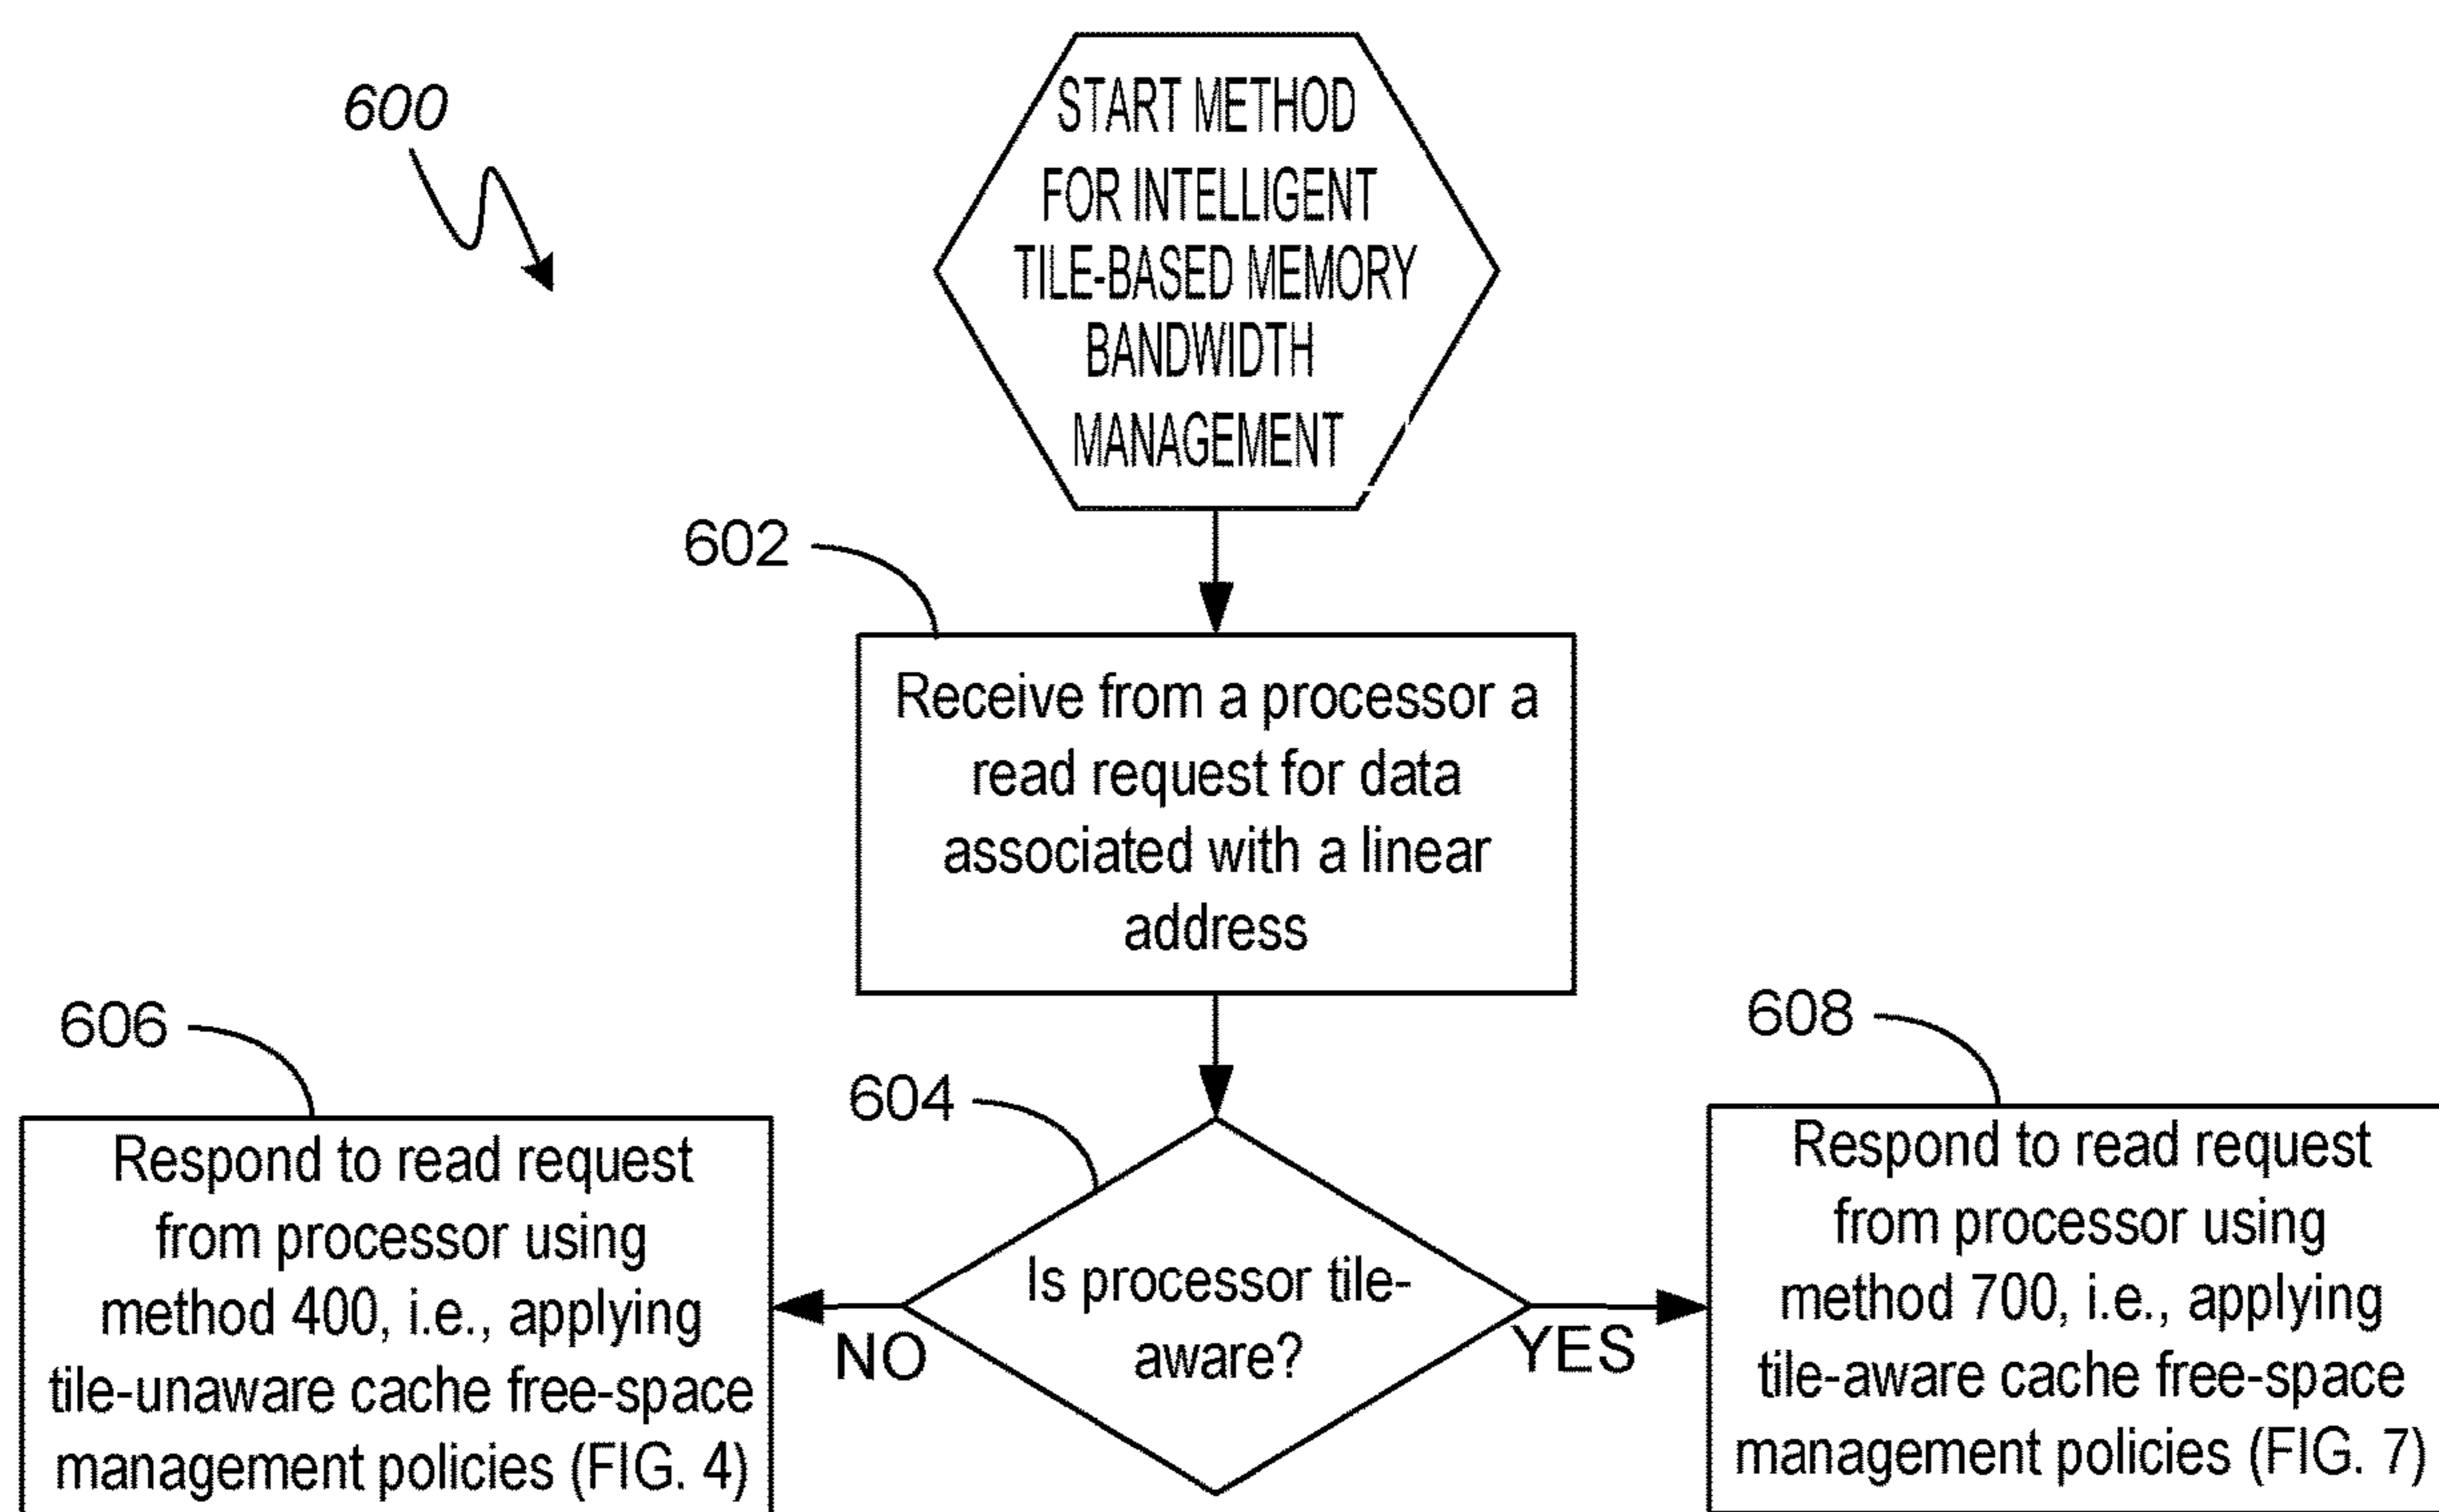 600
START METHOD
FOR INTELLIGENT
TILE-BASED MEMORY
BANDWIDTH
MANAGEMENT
602
Receive from a processor a
read request for data
associated with a linear
address
604
Is processor tile-
aware?
NO
YES
606
Respond to read request
from processor using
method 400, i.e., applying
tile-unaware cache free-space
management policies (FIG. 4)
608
Respond to read request
from processor using
method 700, i.e., applying
tile-aware cache free-space
management policies (FIG. 7)